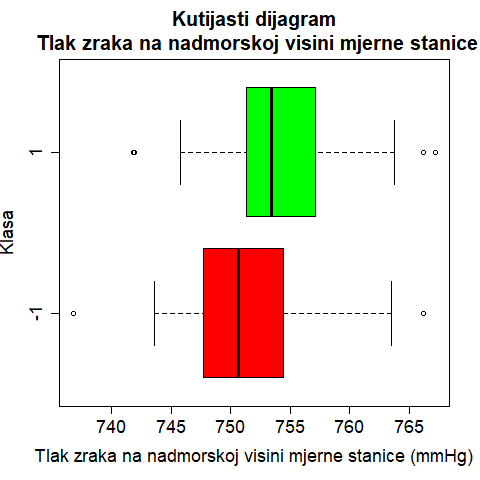 Kutijasti dijagram
Tlak zraka na nadmorskoj visini mjerne stanice
Klasa
1
-1
740 745 750 755 760 765
Tlak zraka na nadmorskoj visini mjerne stanice (mmHg)